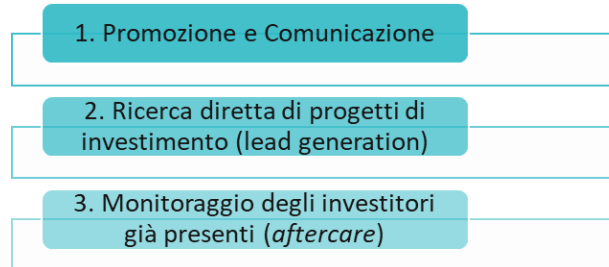 1. Promozione e Comunicazione
2. Ricerca diretta di progetti di
investimento (lead generation)
3. Monitoraggio degli investitori
già presenti (aftercare)